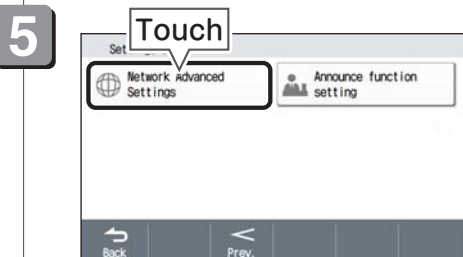 5
Touch
Set
Network Advanced
Settings
Announce function
setting
Back
Prev.